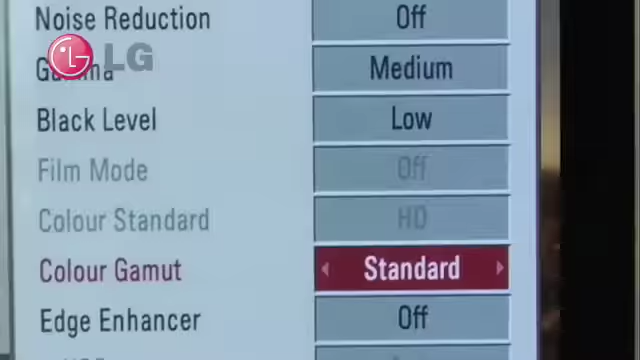 Noise Reduction Off
LG
Gamma Medium
Black Level Low
Film Mode Off
Colour Standard HD
Colour Gamut Standard
Edge Enhancer Off